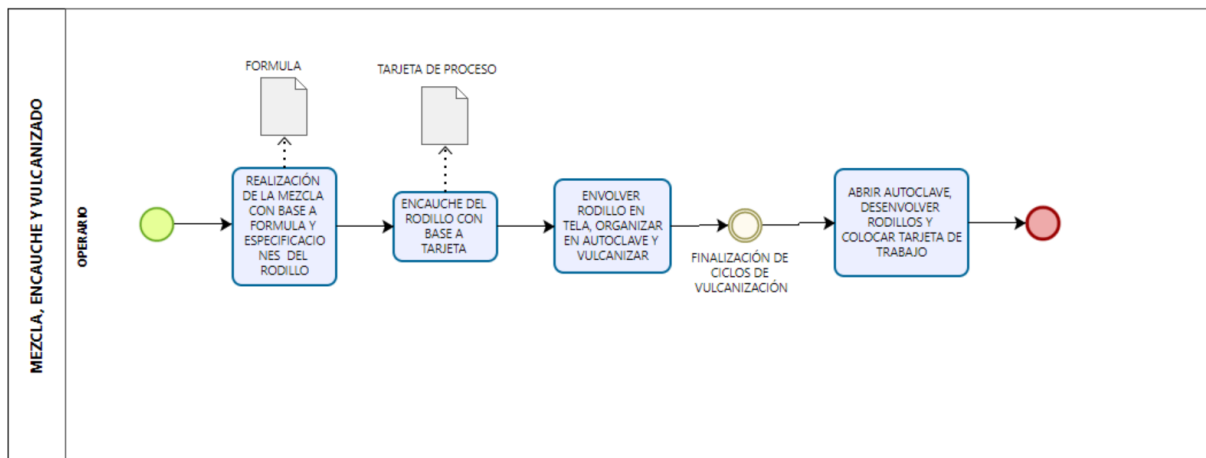 MEZCLA, ENCAUCHE Y VULCANIZADO
OPERARIO
FORMULA
REALIZACIÓN
DE LA MEZCLA
CON BASE A
FORMULA Y
ESPECIFICACIO
NES DEL
RODILLO
TARJETA DE PROCESO
ENCAUCHE DEL
RODILLO CON
BASE A
TARJETA
ENVOLVER
RODILLO EN
TELA, ORGANIZAR
EN AUTOCLAVE Y
VULCANIZAR
FINALIZACIÓN DE
CICLOS DE
VULCANIZACIÓN
ABRIR AUTOCLAVE,
DESENVOLVER
RODILLOS Y
COLOCAR TARJETA DE
TRABAJO